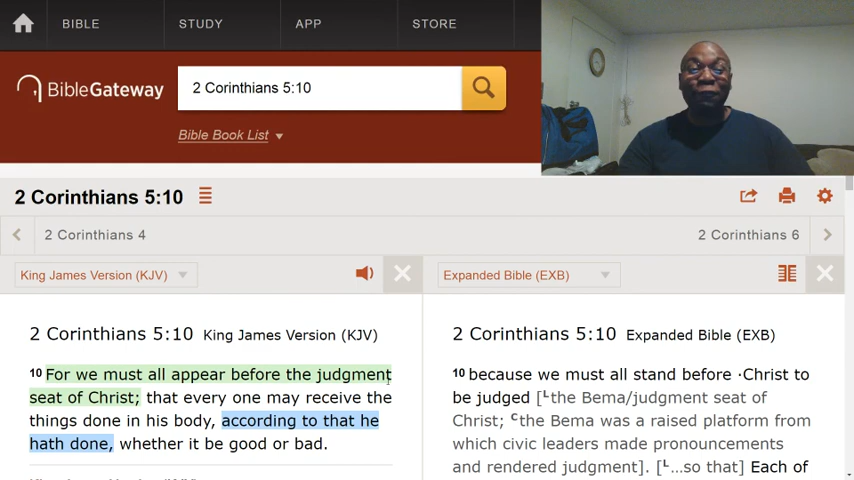 BIBLE STUDY APP STORE
BibleGateway
2 Corinthians 5:10
Bible Book List
2 Corinthians 5:10
2 Corinthians 4
2 Corinthians 6
King James Version (KJV)
2 Corinthians 5:10 King James Version (KJV)
10 For we must all appear before the judgment
seat of Christ; that every one may receive the
things done in his body, according to that he
hath done, whether it be good or bad.
Expanded Bible (EXB)
2 Corinthians 5:10 Expanded Bible (EXB)
10 because we must all stand before ·Christ to
be judged [Lthe Bema/judgment seat of
Christ; Cthe Bema was a raised platform from
which civic leaders made pronouncements
and rendered judgment]. [L…so that] Each of